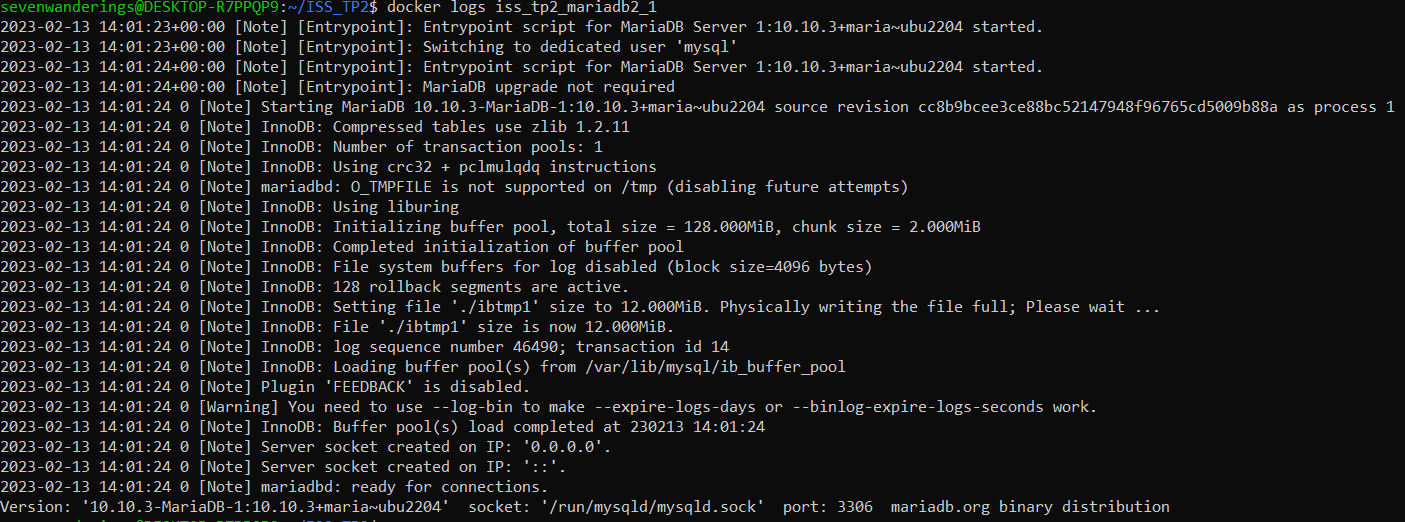 sevenwanderings@DESKTOP-R7PPQP9:~/ISS_TP2$ docker logs iss_tp2_mariadb2_1
2023-02-13 14:01:23+00:00 [Note] [Entrypoint]: Entrypoint script for MariaDB Server 1:10.10.3+maria~ubu2204 started.
2023-02-13 14:01:23+00:00 [Note] [Entrypoint]: Switching to dedicated user 'mysql'
2023-02-13 14:01:24+00:00 [Note] [Entrypoint]: Entrypoint script for MariaDB Server 1:10.10.3+maria~ubu2204 started.
2023-02-13 14:01:24+00:00 [Note] [Entrypoint]: MariaDB upgrade not required
2023-02-13 14:01:24 0 [Note] Starting MariaDB 10.10.3-MariaDB-1:10.10.3+maria~ubu2204 source revision cc8b9bcee3ce88bc52147948f96765cd5009b88a as process 1
2023-02-13 14:01:24 0 [Note] InnoDB: Compressed tables use zlib 1.2.11
2023-02-13 14:01:24 0 [Note] InnoDB: Number of transaction pools: 1
2023-02-13 14:01:24 0 [Note] InnoDB: Using crc32 + pclmulqdq instructions
2023-02-13 14:01:24 0 [Note] mariadbd: O_TMPFILE is not supported on /tmp (disabling future attempts)
2023-02-13 14:01:24 0 [Note] InnoDB: Using liburing
2023-02-13 14:01:24 0 [Note] InnoDB: Initializing buffer pool, total size = 128.000MiB, chunk size = 2.000MiB
2023-02-13 14:01:24 0 [Note] InnoDB: Completed initialization of buffer pool
2023-02-13 14:01:24 0 [Note] InnoDB: File system buffers for log disabled (block size=4096 bytes)
2023-02-13 14:01:24 0 [Note] InnoDB: 128 rollback segments are active.
2023-02-13 14:01:24 0 [Note] InnoDB: Setting file './ibtmp1' size to 12.000MiB. Physically writing the file full; Please wait ...
2023-02-13 14:01:24 0 [Note] InnoDB: File './ibtmp1' size is now 12.000MiB.
2023-02-13 14:01:24 0 [Note] InnoDB: log sequence number 46490; transaction id 14
2023-02-13 14:01:24 0 [Note] InnoDB: Loading buffer pool(s) from /var/lib/mysql/ib_buffer_pool
2023-02-13 14:01:24 0 [Note] Plugin 'FEEDBACK' is disabled.
2023-02-13 14:01:24 0 [Warning] You need to use --log-bin to make --expire-logs-days or --binlog-expire-logs-seconds work.
2023-02-13 14:01:24 0 [Note] InnoDB: Buffer pool(s) load completed at 230213 14:01:24
2023-02-13 14:01:24 0 [Note] Server socket created on IP: '0.0.0.0'.
2023-02-13 14:01:24 0 [Note] Server socket created on IP: '::'.
2023-02-13 14:01:24 0 [Note] mariadbd: ready for connections.
Version: '10.10.3-MariaDB-1:10.10.3+maria~ubu2204'  socket: '/run/mysqld/mysqld.sock'  port: 3306  mariadb.org binary distribution